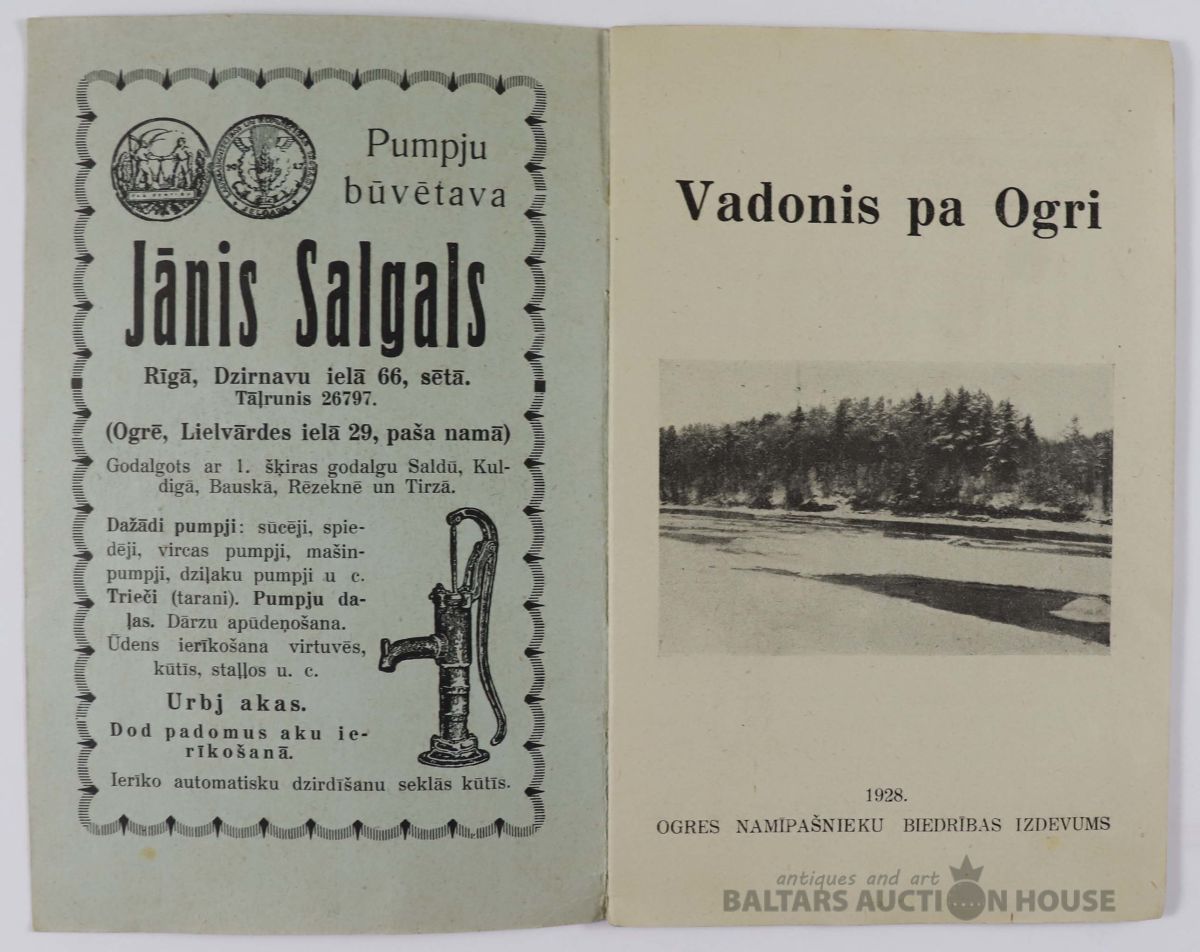 Pumpju
būvētava
Jānis Salgals
Rīgā, Dzirnavu ielā 66, sētā.
Tāļrunis 26797.
(Ogrē, Lielvārdes ielā 29, paša namā)
Godalgots ar 1. šķiras godalgu Saldū, Kul-
digā, Bauskā, Rēzeknē un Tirzā.
Dažādi pumpji: sūcēji, spie-
dēji, vircas pumpji, mašin-
pumpji, dziļaku pumpji u c.
Trieči (tarani). Pumpju da-
ļas. Dārzu apūdeņošana.
Ūdens ierīkošana virtuvēs,
kūtīs, staļļos u. c.
Urbj akas.
Dod padomus aku ie-
rīkošanā.
Ierīko automatisku dzirdīšanu seklās kūtīs.
Vadonis pa Ogri
1928.
OGRES NAMĪPAŠNIEKU BIEDRĪBAS IZDEVUMS
antiques and art
BALTARS AUCTION HOUSE